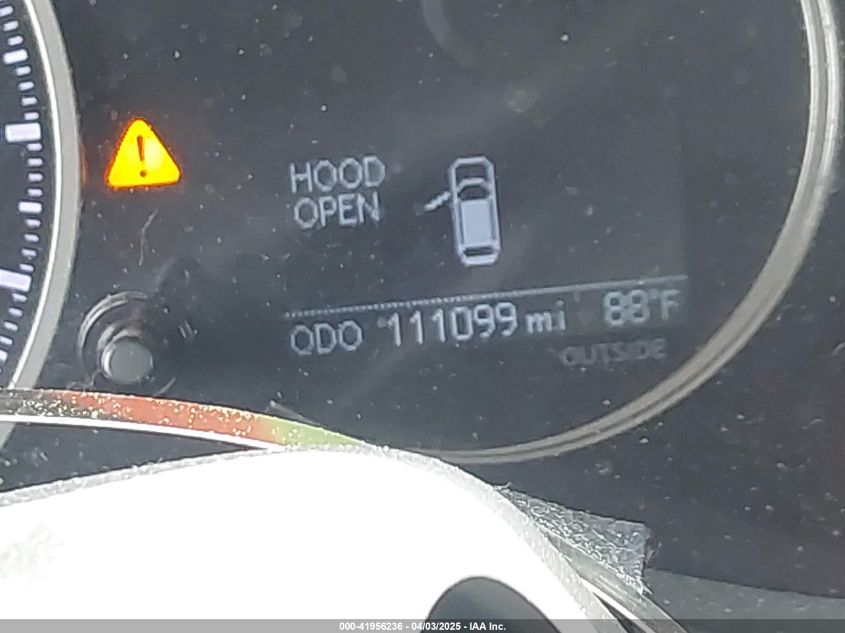 HOOD
OPEN
ODO 111099 mi 88°F
OUTSIDE
000-41956236 - 04/03/2025 - IAA Inc.